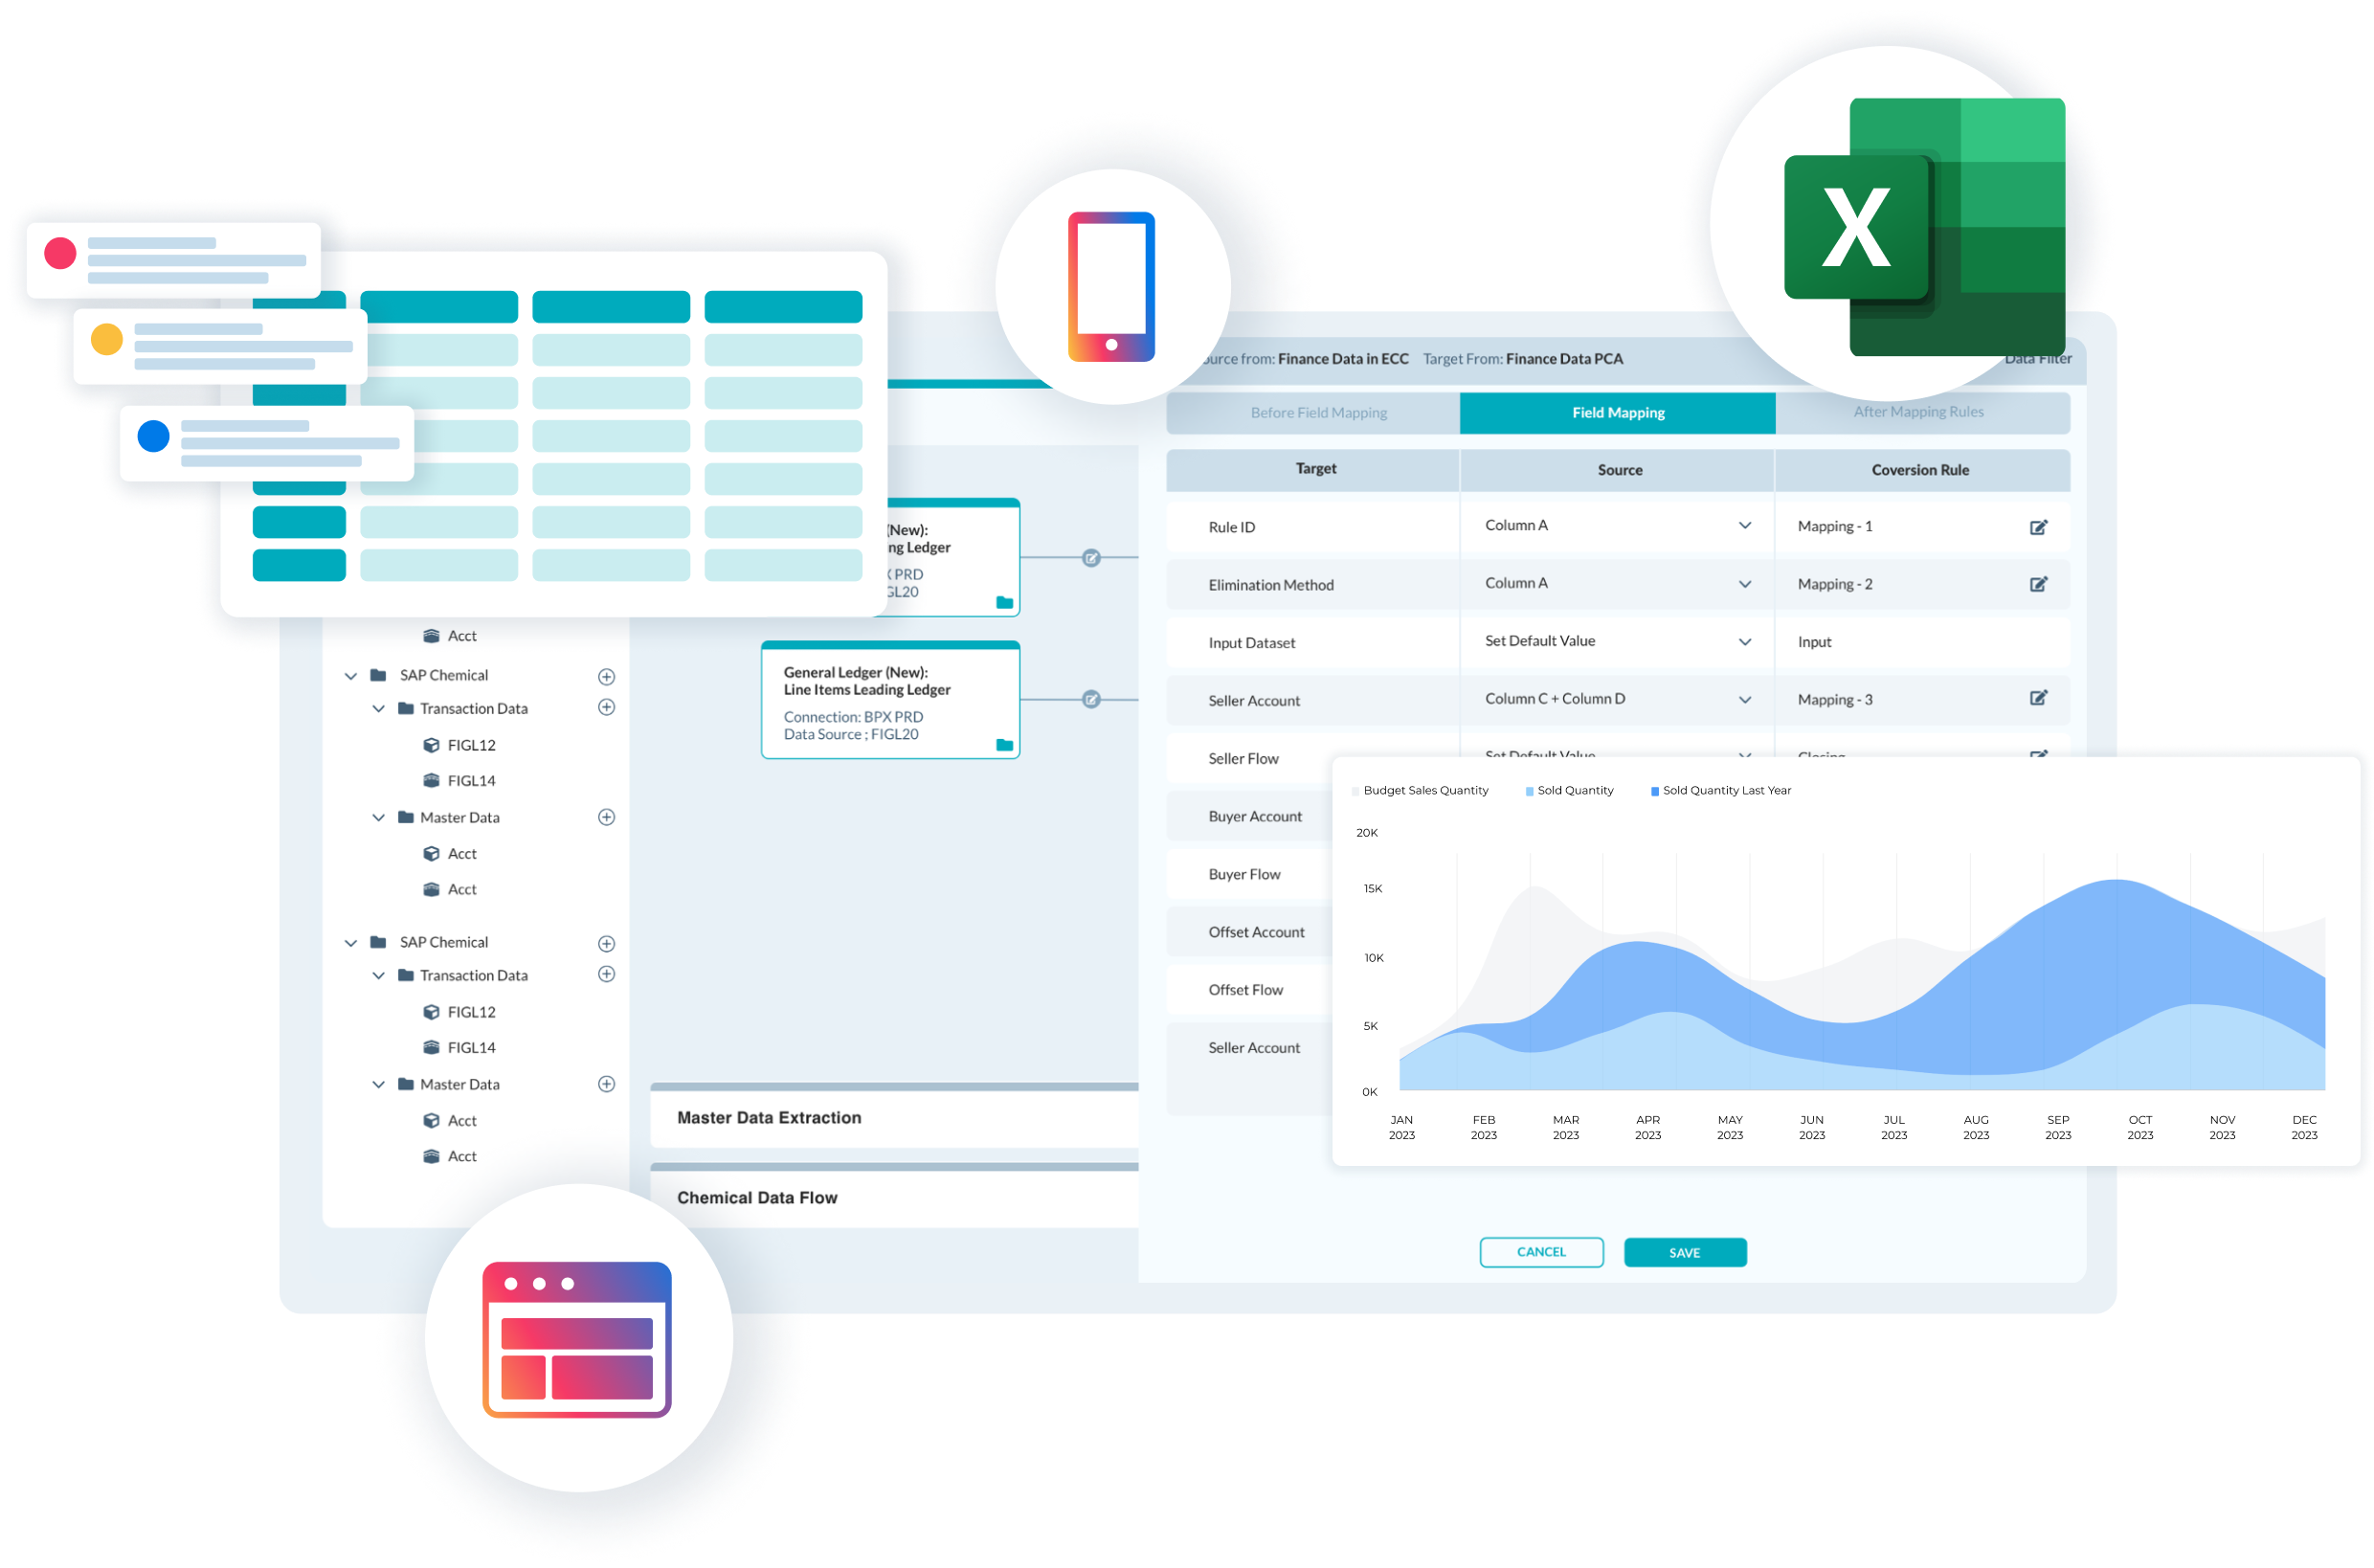 X
Finance Data in ECC
Target From: Finance Data PCA
Data Filter
Before Field Mapping
Field Mapping
After Mapping Rules
Target
Source
Coversion Rule
Rule ID
Column A
Mapping - 1
Elimination Method
Column A
Mapping - 2
Input Dataset
Set Default Value
Input
Seller Account
Column C + Column D
Mapping - 3
Seller Flow
Set Default Value
Closing
Buyer Account
Buyer Flow
Offset Account
Offset Flow
Seller Account
CANCEL
SAVE
(New):
Ledger
PRD
General Ledger (New):
Line Items Leading Ledger
Connection: BPX PRD
Data Source ; FIGL20
Acct
SAP Chemical
Transaction Data
FIGL12
FIGL14
Master Data
Acct
Acct
SAP Chemical
Transaction Data
FIGL12
FIGL14
Master Data
Acct
Acct
Master Data Extraction
Chemical Data Flow
Budget Sales Quantity
Sold Quantity
Sold Quantity Last Year
20K
15K
10K
5K
0K
JAN 2023
FEB 2023
MAR 2023
APR 2023
MAY 2023
JUN 2023
JUL 2023
AUG 2023
SEP 2023
OCT 2023
NOV 2023
DEC 2023